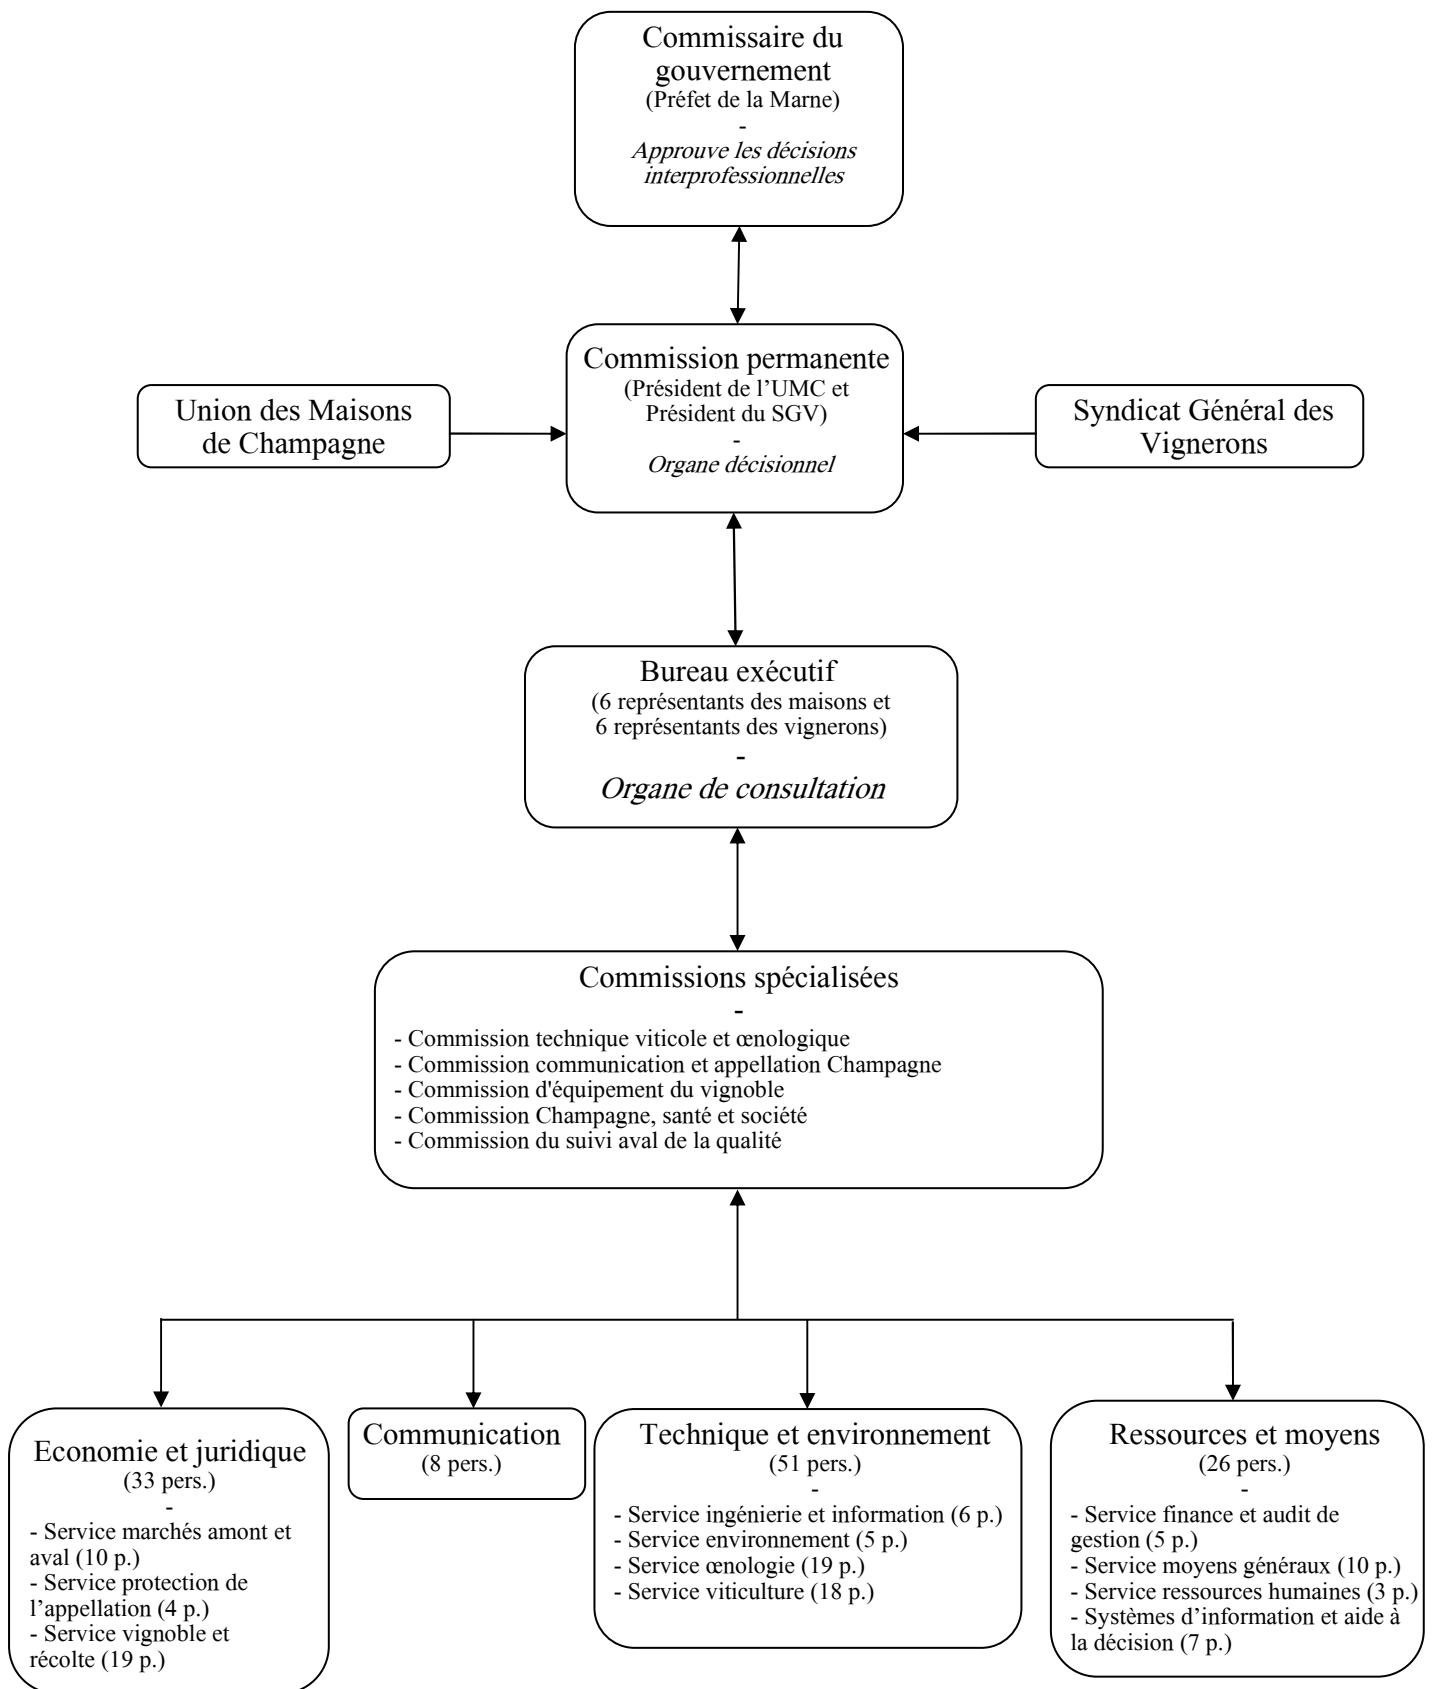 Commissaire du
gouvernement
(Préfet de la Marne)
-
Approuve les décisions
interprofessionnelles
Commission permanente
(Président de l’UMC et
Président du SGV)
-
Organe décisionnel
Union des Maisons
de Champagne
Syndicat Général des
Vignerons
Bureau exécutif
(6 représentants des maisons et
6 représentants des vignerons)
-
Organe de consultation
Commissions spécialisées
-
- Commission technique viticole et œnologique
- Commission communication et appellation Champagne
- Commission d'équipement du vignoble
- Commission Champagne, santé et société
- Commission du suivi aval de la qualité
Economie et juridique
(33 pers.)
-
- Service marchés amont et
aval (10 p.)
- Service protection de
l’appellation (4 p.)
- Service vignoble et
récolte (19 p.)
Communication
(8 pers.)
Technique et environnement
(51 pers.)
-
- Service ingénierie et information (6 p.)
- Service environnement (5 p.)
- Service œnologie (19 p.)
- Service viticulture (18 p.)
Ressources et moyens
(26 pers.)
-
- Service finance et audit de
gestion (5 p.)
- Service moyens généraux (10 p.)
- Service ressources humaines (3 p.)
- Systèmes d’information et aide à
la décision (7 p.)